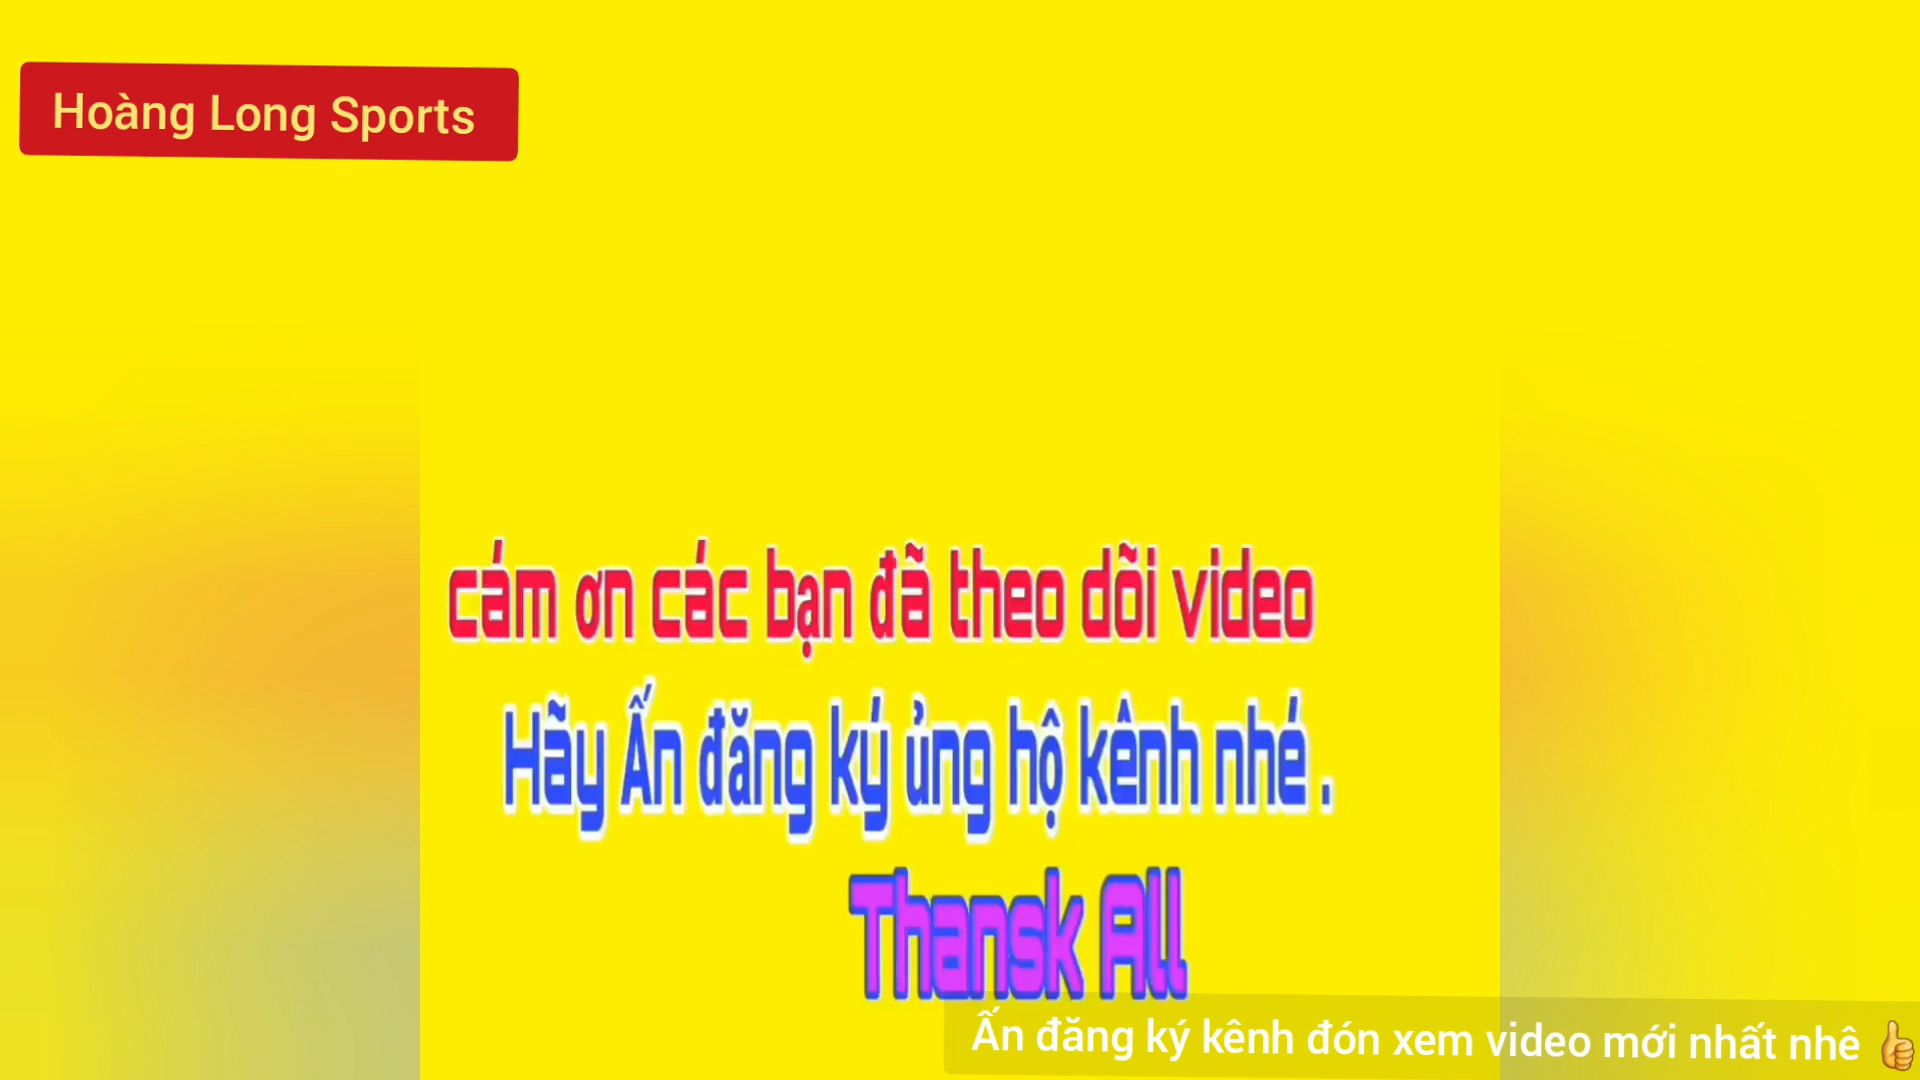 Hoàng Long Sports
cám ơn các bạn đã theo dõi video
Hãy Ấn đăng ký ủng hộ kênh nhé .
Thansk All
Ấn đăng ký kênh đón xem video mới nhất nhê 👍